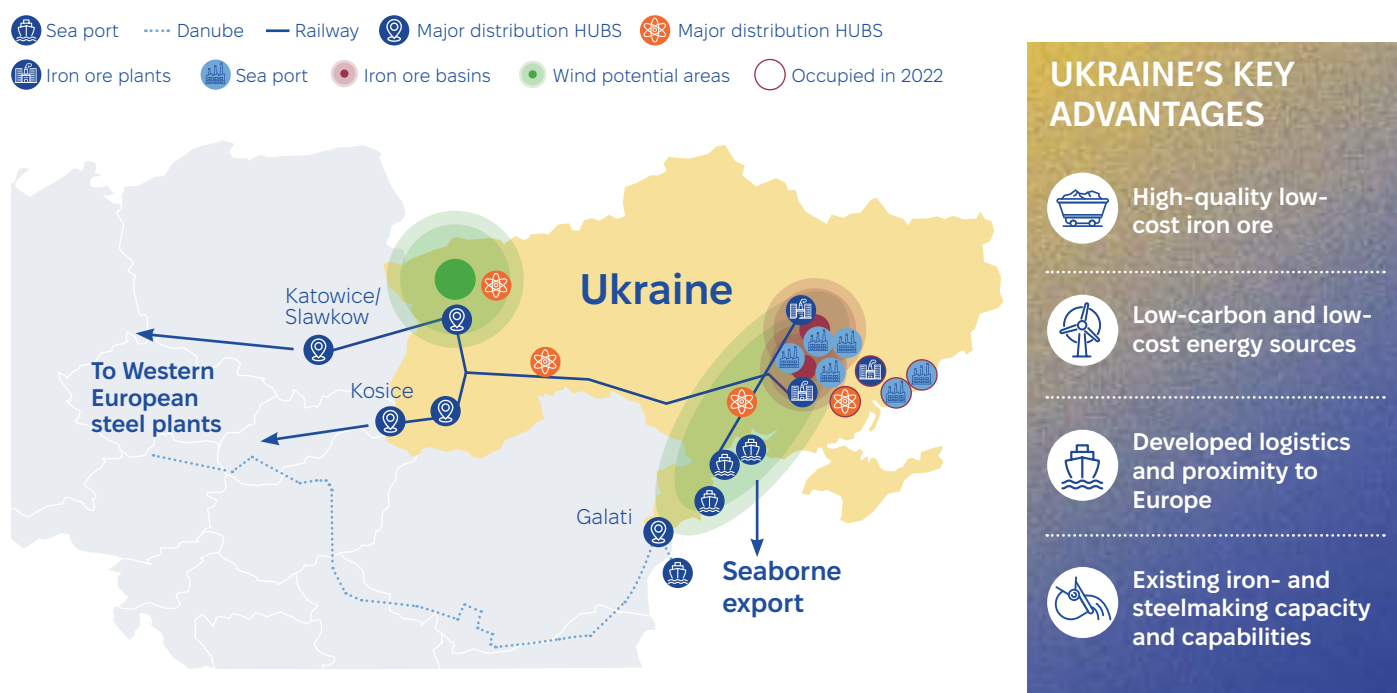 Sea port
Danube
Railway
Major distribution HUBS
Major distribution HUBS
Iron ore plants
Sea port
Iron ore basins
Wind potential areas
Occupied in 2022
Ukraine
Katowice/
Slawkow
To Western
European
steel plants
Kosice
Galati
Seaborne
export
UKRAINE'S KEY
ADVANTAGES
High-quality low-
cost iron ore
Low-carbon and low-
cost energy sources
Developed logistics
and proximity to
Europe
Existing iron- and
steelmaking capacity
and capabilities